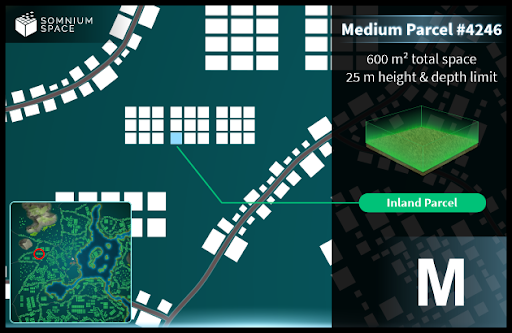 SOMNIUM
SPACE
Medium Parcel #4246
600 m² total space
25 m height & depth limit
Inland Parcel
M